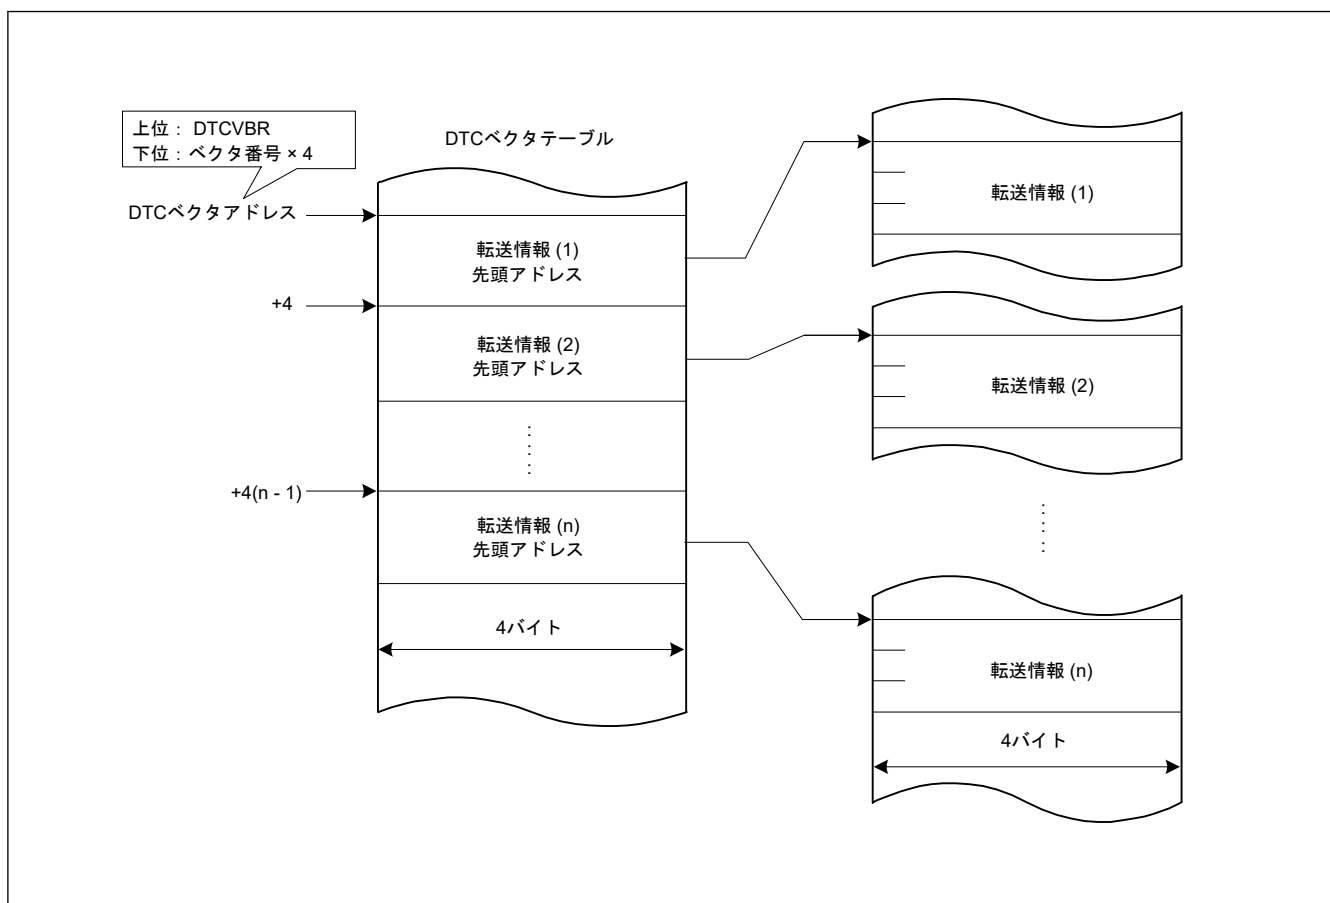 上位： DTCVBR
下位：ベクタ番号 × 4
DTCベクタテーブル
DTCベクタアドレス
転送情報 (1)
先頭アドレス
+4
転送情報 (2)
先頭アドレス
+4(n - 1)
転送情報 (n)
先頭アドレス
4バイト
転送情報 (1)
転送情報 (2)
転送情報 (n)
4バイト